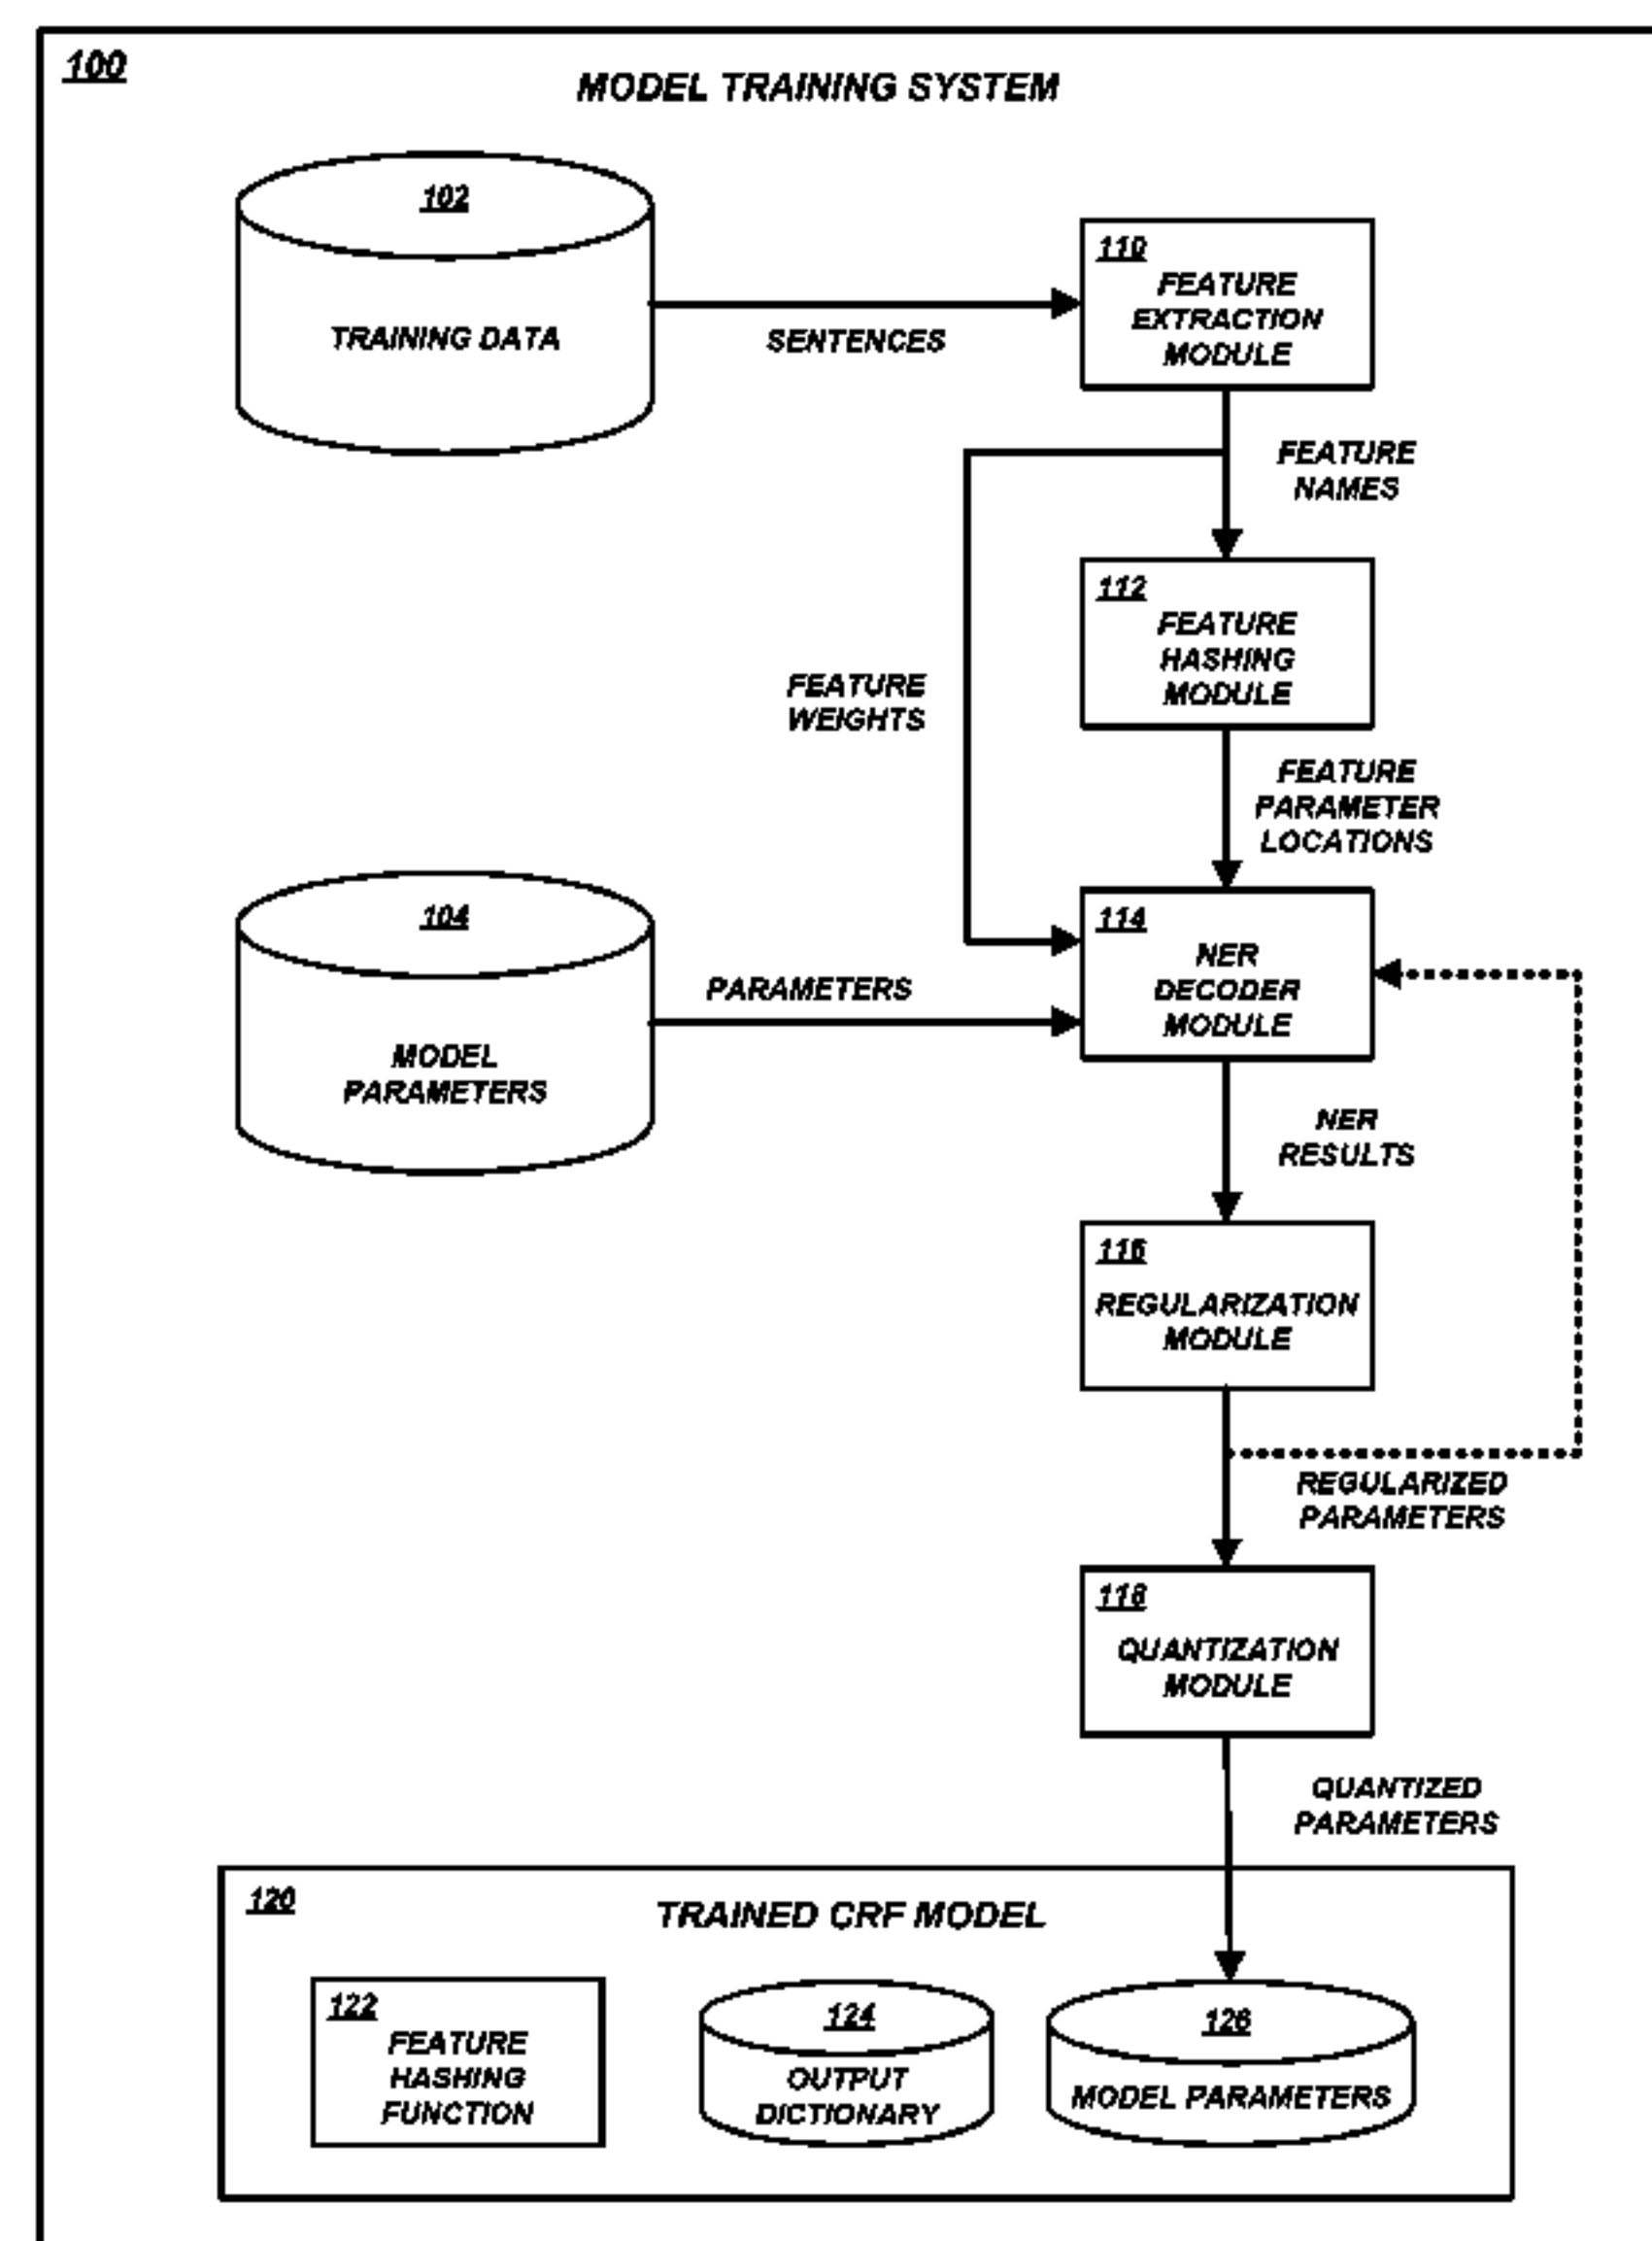 100
MODEL TRAINING SYSTEM
102
TRAINING DATA
SENTENCES
110
FEATURE
EXTRACTION
MODULE
FEATURE
NAMES
112
FEATURE
HASHING
MODULE
FEATURE
WEIGHTS
FEATURE
PARAMETER
LOCATIONS
104
MODEL
PARAMETERS
PARAMETERS
114
NER
DECODER
MODULE
NER
RESULTS
116
REGULARIZATION
MODULE
REGULARIZED
PARAMETERS
118
QUANTIZATION
MODULE
QUANTIZED
PARAMETERS
120
TRAINED CRF MODEL
122
FEATURE
HASHING
FUNCTION
124
OUTPUT
DICTIONARY
126
MODEL PARAMETERS